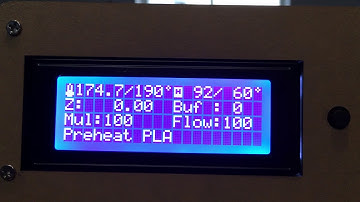 174.7/190° 92/ 60°
Z: 0.00 Buf : 0
Mul:100 Flow:100
Preheat PLA